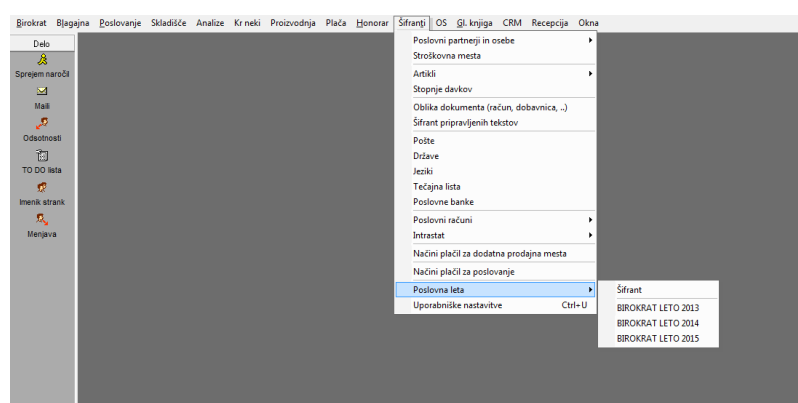 Birokrat Blagajna Poslovanje Skladišče Analize Kr neki Proizvodnja Plača Honorar Šifranti OS Gl. knjiga CRM Recepcija Okna
Delo
Sprejem naročil
Maili
Odsotnosti
TO DO lista
Imenik strank
Menjava
Poslovni partnerji in osebe
Stroškovna mesta
Artikli
Stopnje davkov
Oblika dokumenta (račun, dobavnica, ..)
Šifrant pripravljenih tekstov
Pošte
Države
Jeziki
Tečajna lista
Poslovne banke
Poslovni računi
Intrastat
Načini plačil za dodatna prodajna mesta
Načini plačil za poslovanje
Poslovna leta
Uporabniške nastavitve Ctrl+U
Šifrant
BIROKRAT LETO 2013
BIROKRAT LETO 2014
BIROKRAT LETO 2015